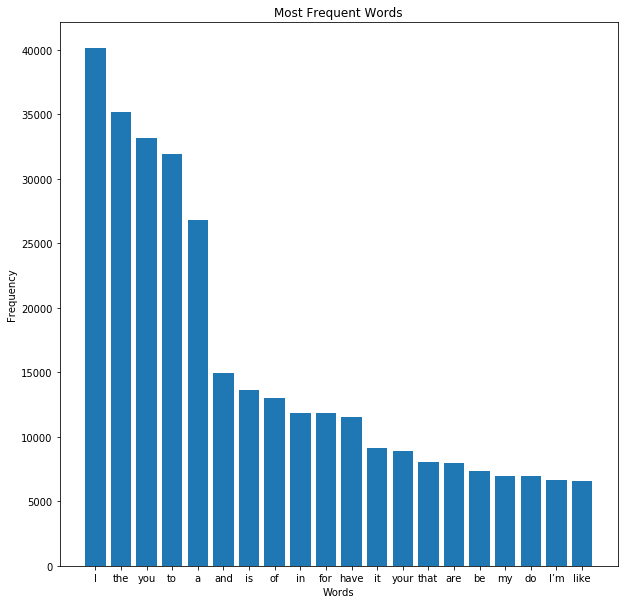 Most Frequent Words
40000
35000
30000
25000
20000
15000
10000
5000
0
Frequency
I the you to a and is of in for have it your that are be my do I’m like
Words